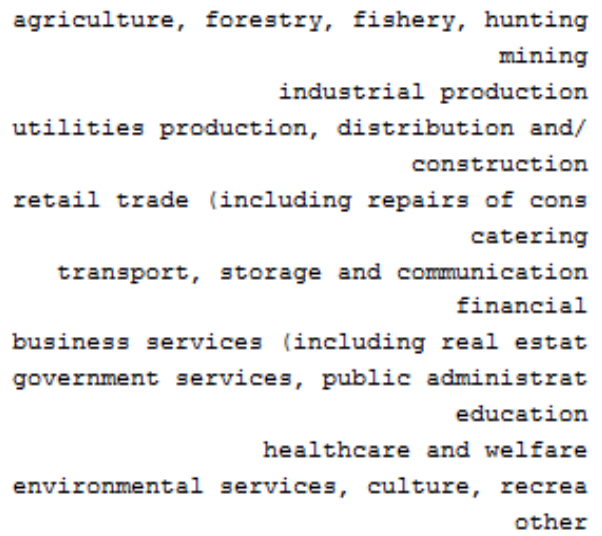 agriculture, forestry, fishery, hunting
mining
industrial production
utilities production, distribution and/
construction
retail trade (including repairs of cons
catering
transport, storage and communication
financial
business services (including real estat
government services, public administrat
education
healthcare and welfare
environmental services, culture, recrea
other